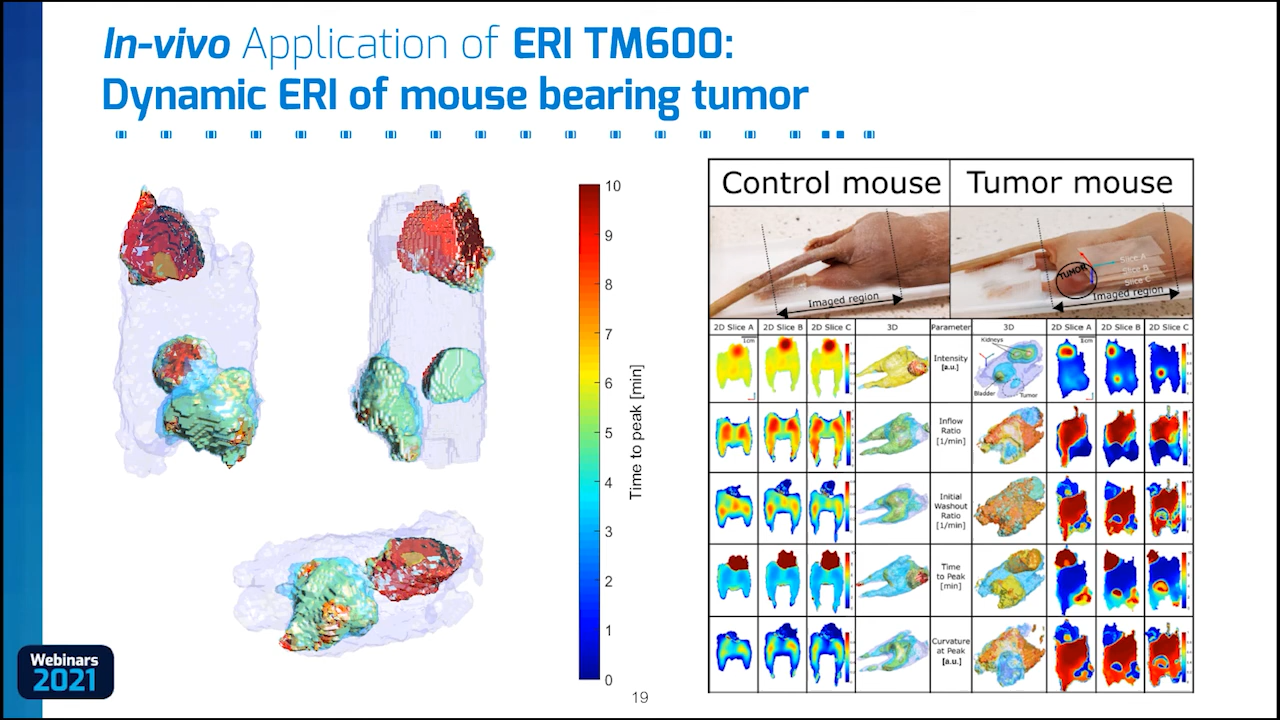 In-vivo Application of ERI TM600:
Dynamic ERI of mouse bearing tumor
10
9
8
7
6
5
4
3
2
1
0
Time to peak [min]
Control mouse
Tumor mouse
Imaged region
TUMOR
Slice A
Slice B
Slice C
Imaged region
2D Slice A 2D Slice B 2D Slice C 3D Parameter 3D 2D Slice A 2D Slice B 2D Slice C
1cm
Intensity
[a.u.]
Kidneys
Bladder
Tumor
1cm
Inflow
Ratio
[1/min]
Initial
Washout
Ratio
[1/min]
Time
to Peak
[min]
Curvature
at Peak
[a.u.]
Webinars
2021
19